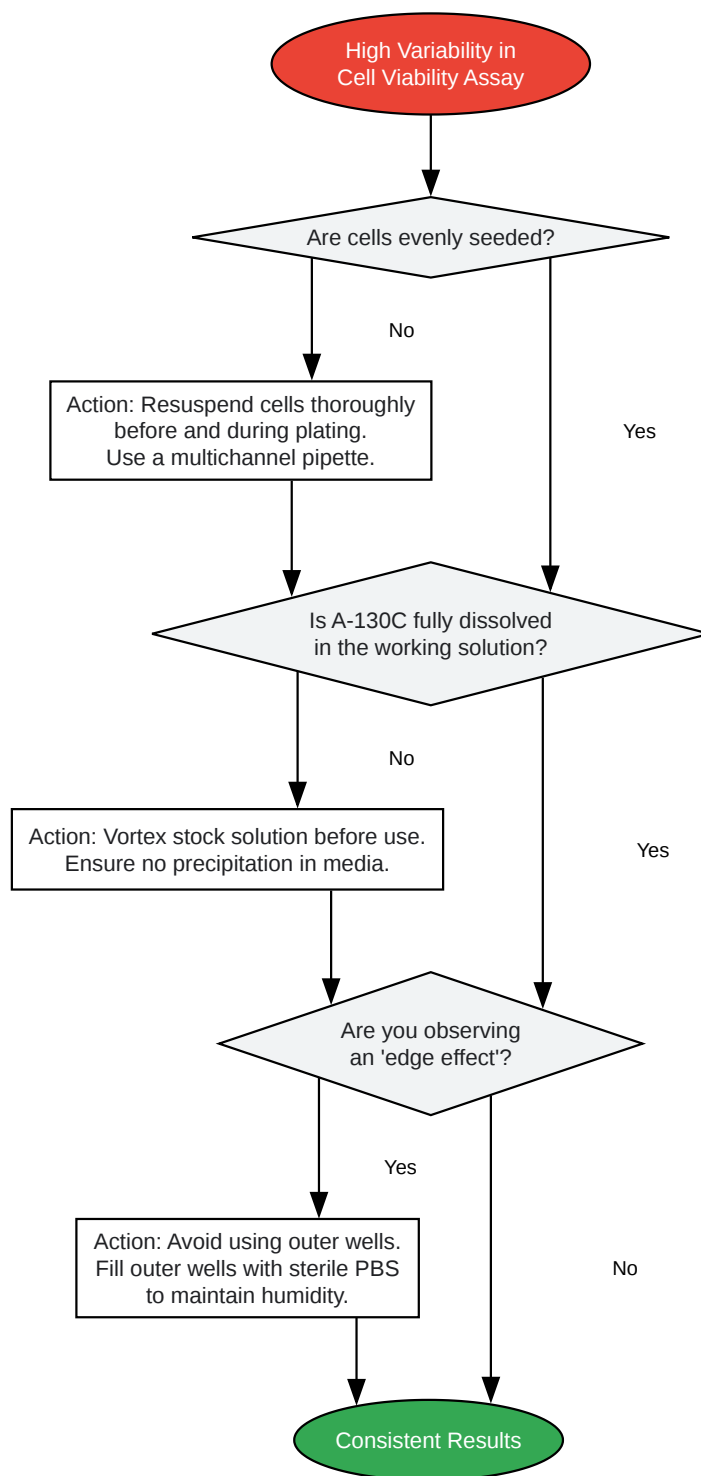 High Variability in
Cell Viability Assay
Are cells evenly seeded?
No
Action: Resuspend cells thoroughly
before and during plating.
Use a multichannel pipette.
Yes
Is A-130C fully dissolved
in the working solution?
No
Action: Vortex stock solution before use.
Ensure no precipitation in media.
Yes
Are you observing
an 'edge effect'?
Yes
Action: Avoid using outer wells.
Fill outer wells with sterile PBS
to maintain humidity.
No
Consistent Results